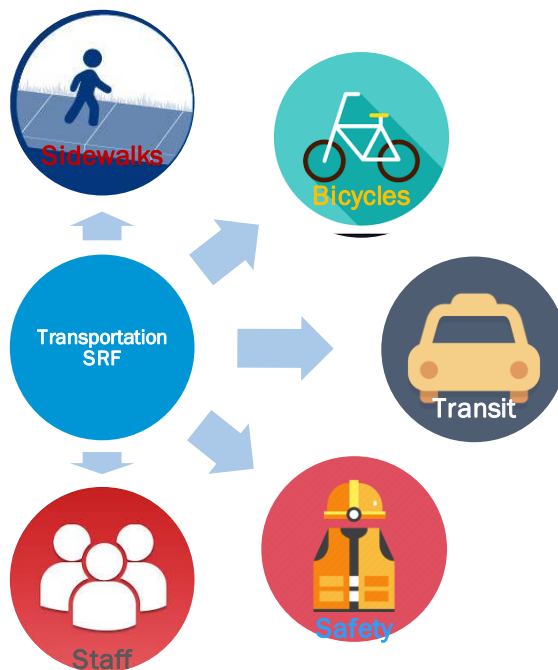 Sidewalks
Bicycles
Transportation
SRF
Transit
Safety
Staff